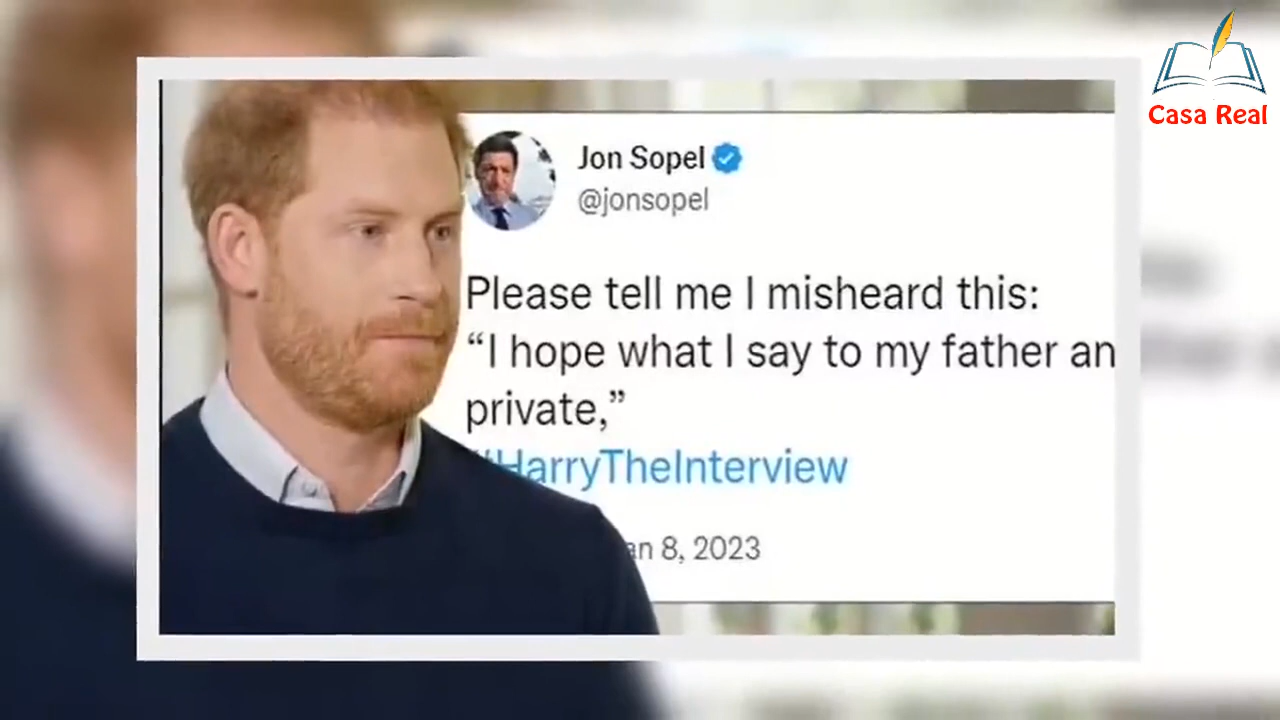 Casa Real
Jon Sopel
@jonsopel
Please tell me I misheard this:
“I hope what I say to my father an
private,”
#HarryTheInterview
an 8, 2023